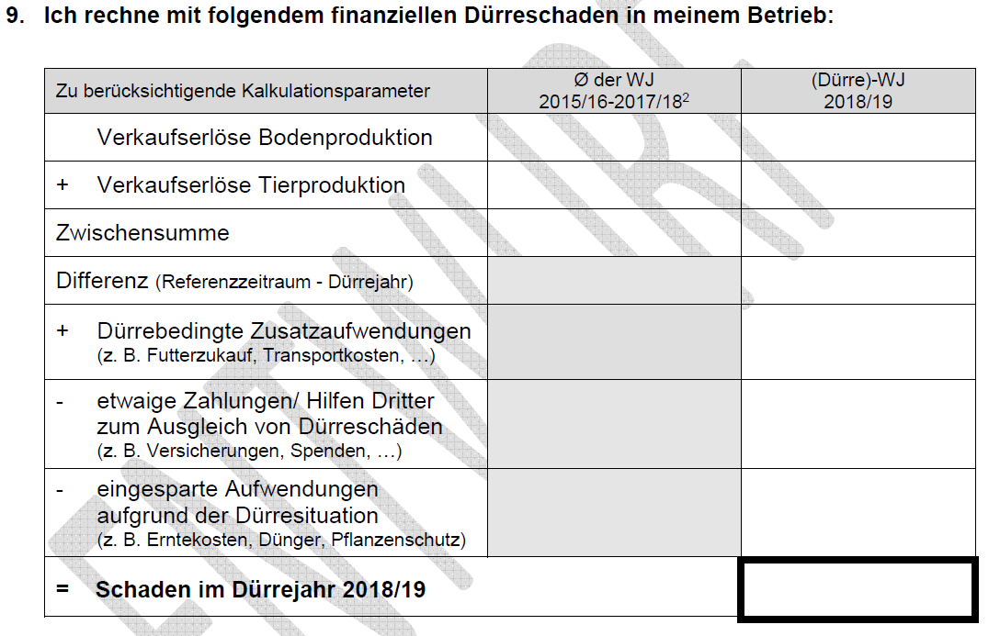 9. Ich rechne mit folgendem finanziellen Dürreschaden in meinem Betrieb:
Zu berücksichtigende Kalkulationsparameter
Ø der WJ
2015/16-2017/18²
(Dürre)-WJ
2018/19
Verkaufserlöse Bodenproduktion
+ Verkaufserlöse Tierproduktion
Zwischensumme
Differenz (Referenzzeitraum - Dürrejahr)
+ Dürrebedingte Zusatzaufwendungen
(z. B. Futterzukauf, Transportkosten, …)
- etwaige Zahlungen/ Hilfen Dritter
zum Ausgleich von Dürreschäden
(z. B. Versicherungen, Spenden, …)
- eingesparte Aufwendungen
aufgrund der Dürresituation
(z. B. Erntekosten, Dünger, Pflanzenschutz)
= Schaden im Dürrejahr 2018/19
ENTWURF